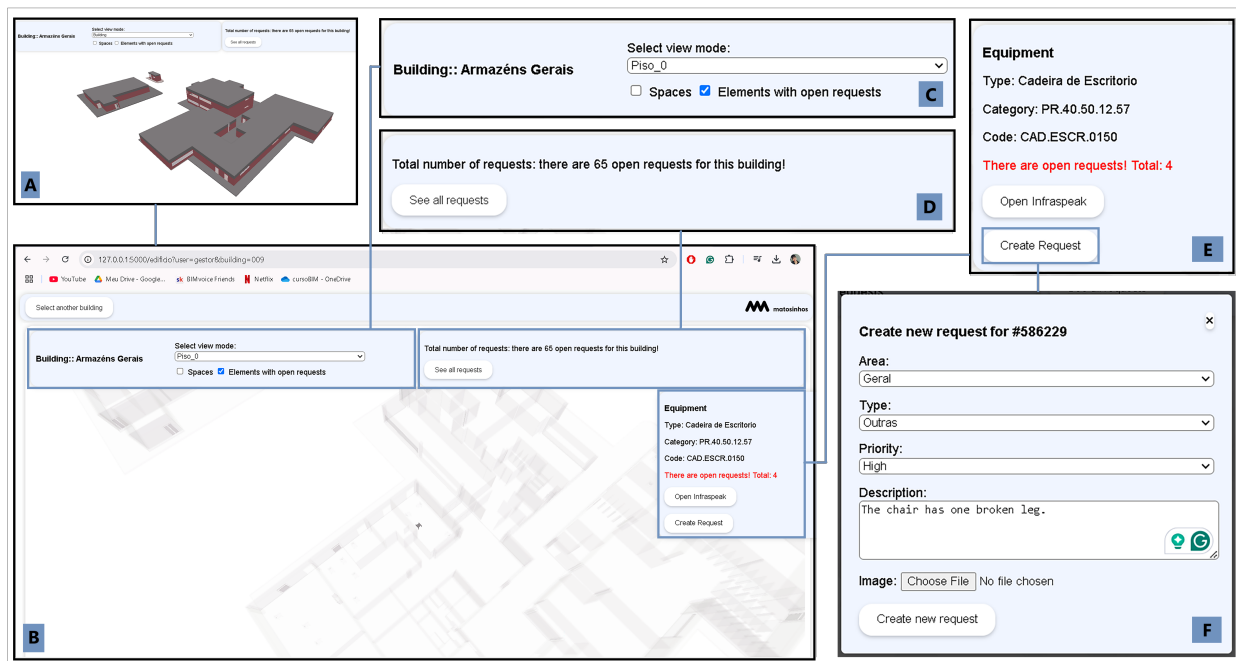 Building:: Armazéns Gerais
Select view mode:
Building
Spaces Elements with open requests
Total number of requests: there are 65 open requests for this building!
See all requests
A
Building:: Armazéns Gerais
Select view mode:
Piso_0
Spaces Elements with open requests
C
Total number of requests: there are 65 open requests for this building!
See all requests
D
Equipment
Type: Cadeira de Escritorio
Category: PR.40.50.12.57
Code: CAD.ESCR.0150
There are open requests! Total: 4
Open Infraspeak
Create Request
E
127.0.0.1:5000/edificio?user=gestor&building=009
YouTube Meu Drive - Google... sk BIMvoice Friends Netflix cursoBIM - OneDrive
Select another building
matosinhos
Building:: Armazéns Gerais
Select view mode:
Piso_0
Spaces Elements with open requests
Total number of requests: there are 65 open requests for this building!
See all requests
Equipment
Type: Cadeira de Escritorio
Category: PR.40.50.12.57
Code: CAD.ESCR.0150
There are open requests! Total: 4
Open Infraspeak
Create Request
B
Create new request for #586229
×
Area:
Geral
Type:
Outras
Priority:
High
Description:
The chair has one broken leg.
Image: Choose File No file chosen
Create new request
F